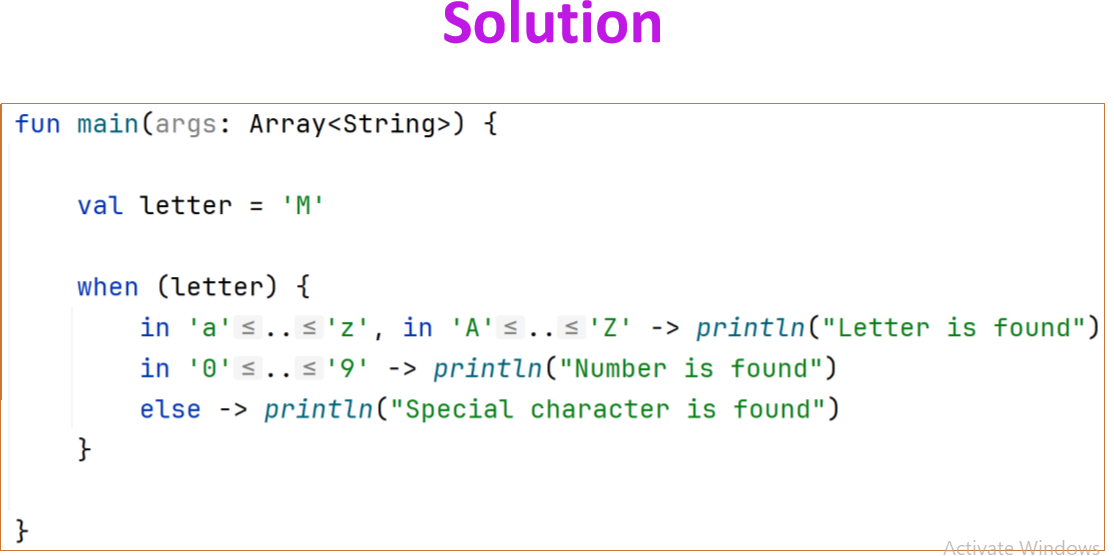 Solution
fun main(args: Array<String>) {
val letter = 'M'
when (letter) {
in 'a'≤..≤'z', in 'A'≤..≤'Z' -> println("Letter is found")
in '0'≤..≤'9' -> println("Number is found")
else -> println("Special character is found")
}
}
Activate Windows